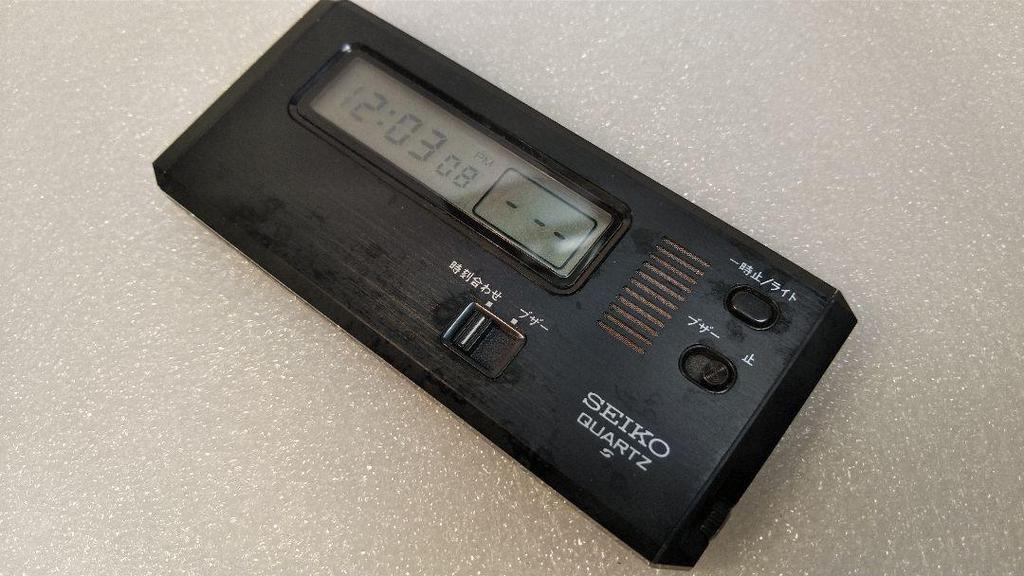 12:03 08
PM
- --
一時止/ライト
時刻合わせ
ブザー
ブザー 止
SEIKO
QUARTZ